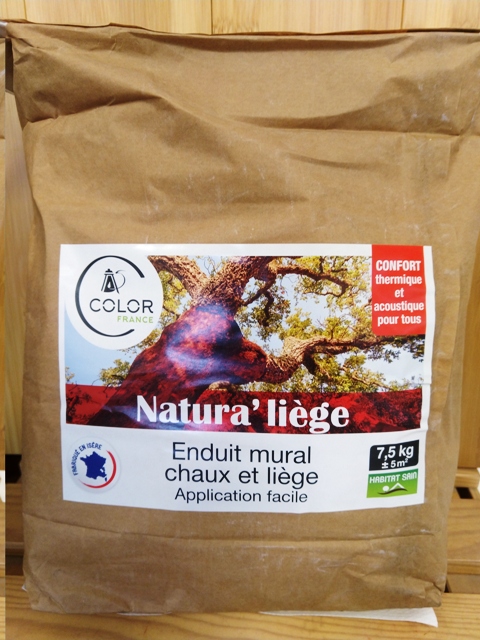 COLOR
FRANCE
CONFORT
thermique
et
acoustique
pour tous
Natura' liège
FABRIQUÉ EN ISÈRE
Enduit mural
chaux et liège
Application facile
7,5 kg
± 5 m²
HABITAT SAIN